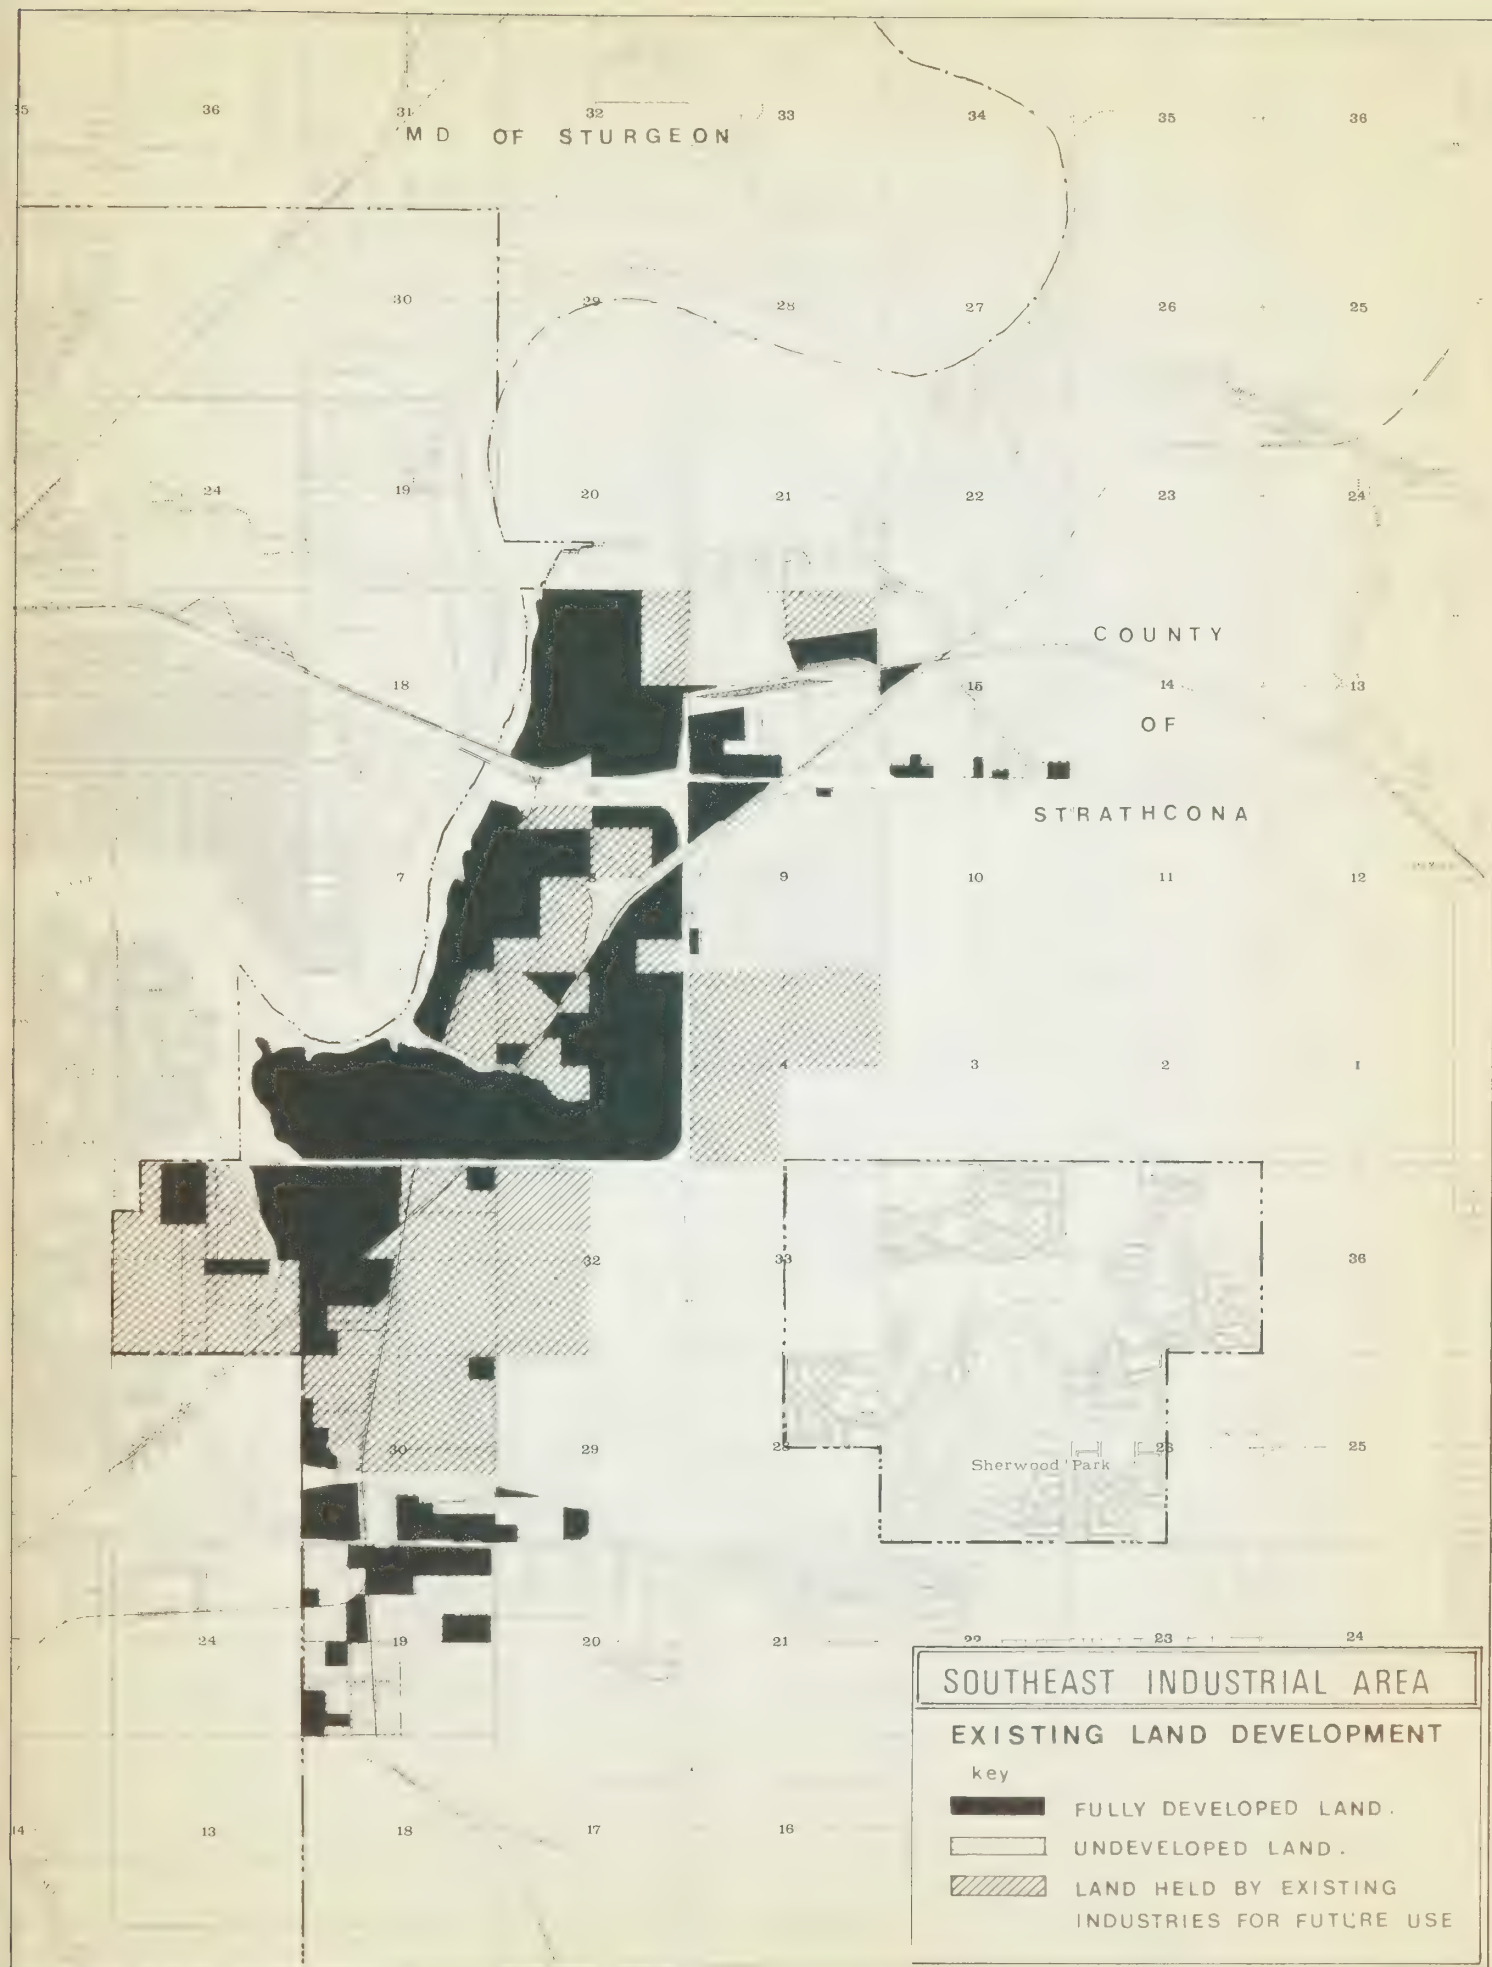 35 36 31 32 33 34 35 36
MD OF STURGEON
30 29 28 27 26 25
24 19 20 21 22 23 24
COUNTY
18 15 14 13
OF
STRATHCONA
7 9 10 11 12
4 3 2 1
32 33 36
30 29 28 26 25
Sherwood Park
24 19 20 21 22 23 24
SOUTHEAST INDUSTRIAL AREA
EXISTING LAND DEVELOPMENT
key
FULLY DEVELOPED LAND.
UNDEVELOPED LAND.
LAND HELD BY EXISTING
INDUSTRIES FOR FUTURE USE
14 13 18 17 16